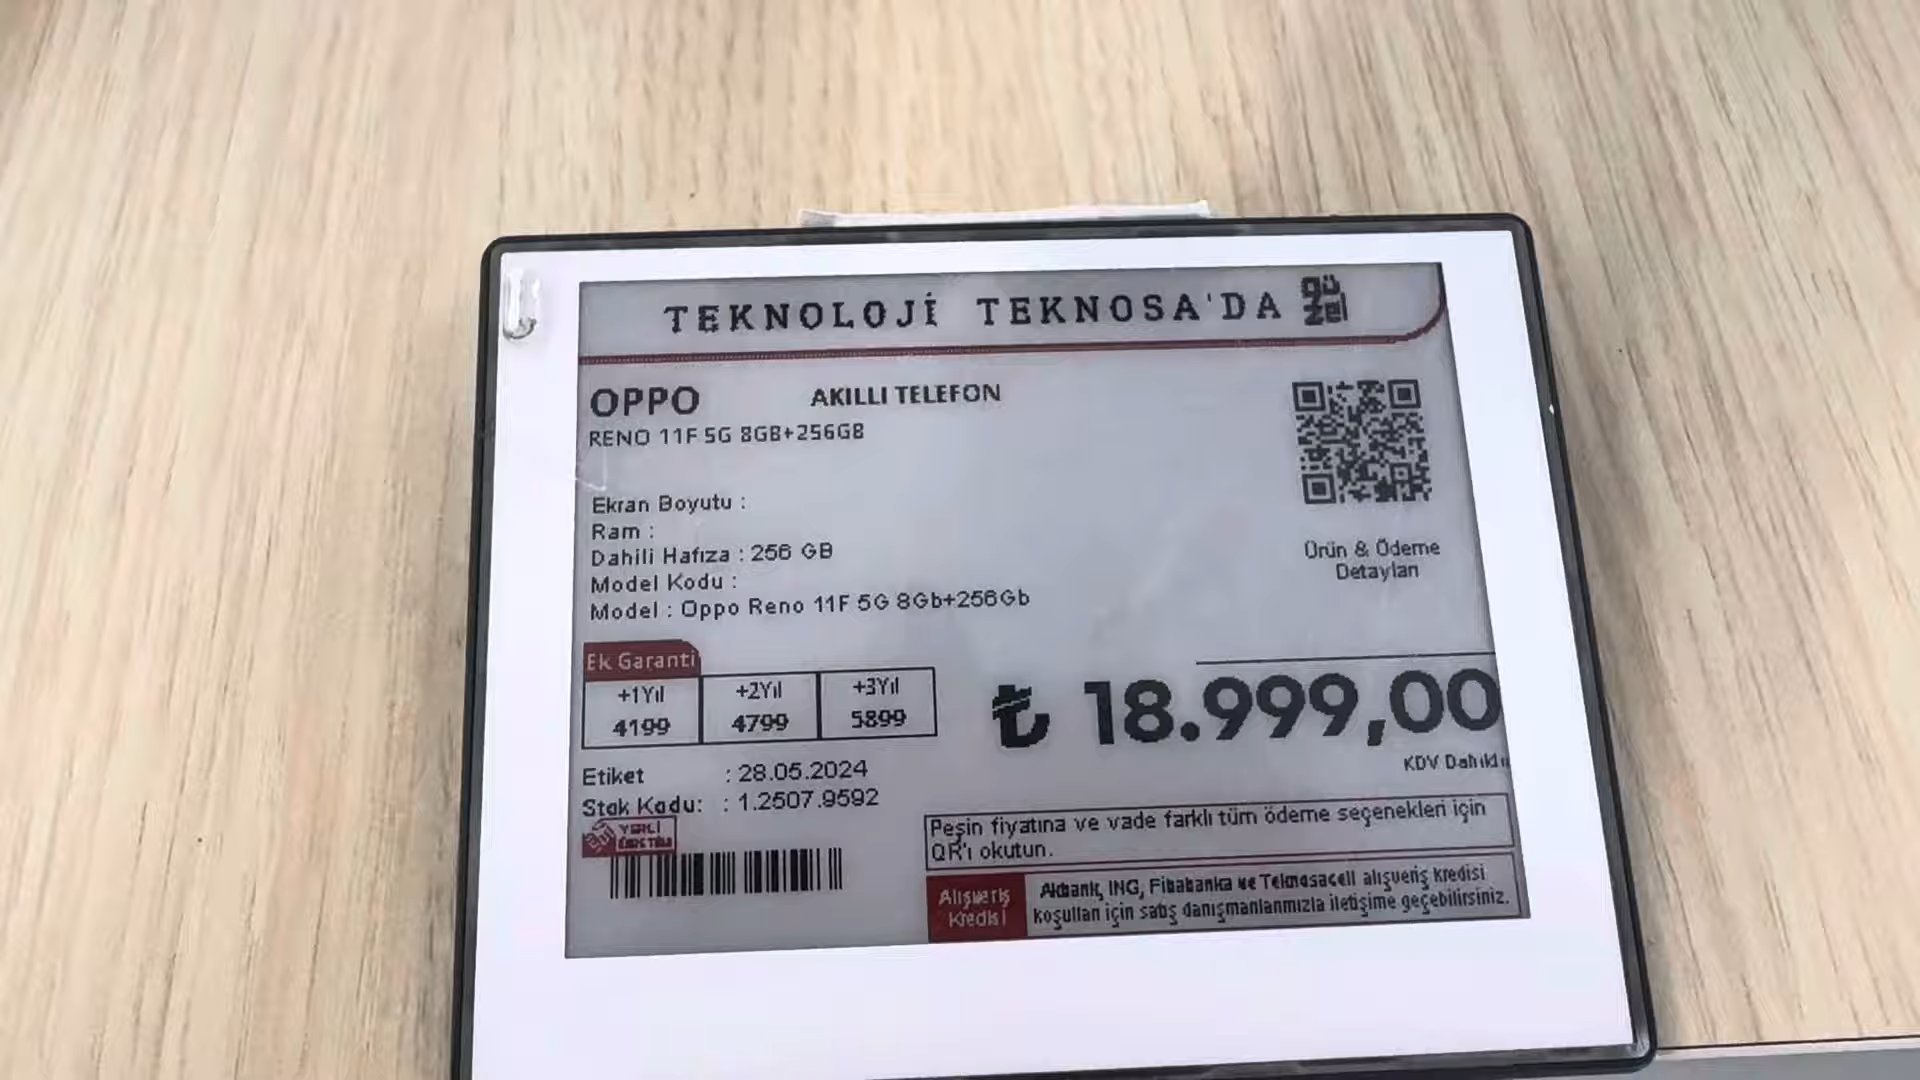 TEKNOLOJİ TEKNOSA'DA gü
zel
OPPO AKILLI TELEFON
RENO 11F 5G 8GB+256GB
Ekran Boyutu :
Ram :
Dahili Hafıza : 256 GB
Model Kodu :
Model : Oppo Reno 11F 5G 8Gb+256Gb
Ürün & Ödeme
Detayları
Ek Garanti
+1Yıl +2Yıl +3Yıl
4199 4799 5899
₺ 18.999,00
KDV Dahildir
Etiket : 28.05.2024
Stok Kodu: : 1.2507.9592
YERLİ
ÜRETİM
Peşin fiyatına ve vade farklı tüm ödeme seçenekleri için
QR'ı okutun.
Alışveriş
Kredisi
Akbank, ING, Fibabanka ve Teknosacell alışveriş kredisi
koşulları için satış danışmanlarımızla iletişime geçebilirsiniz.